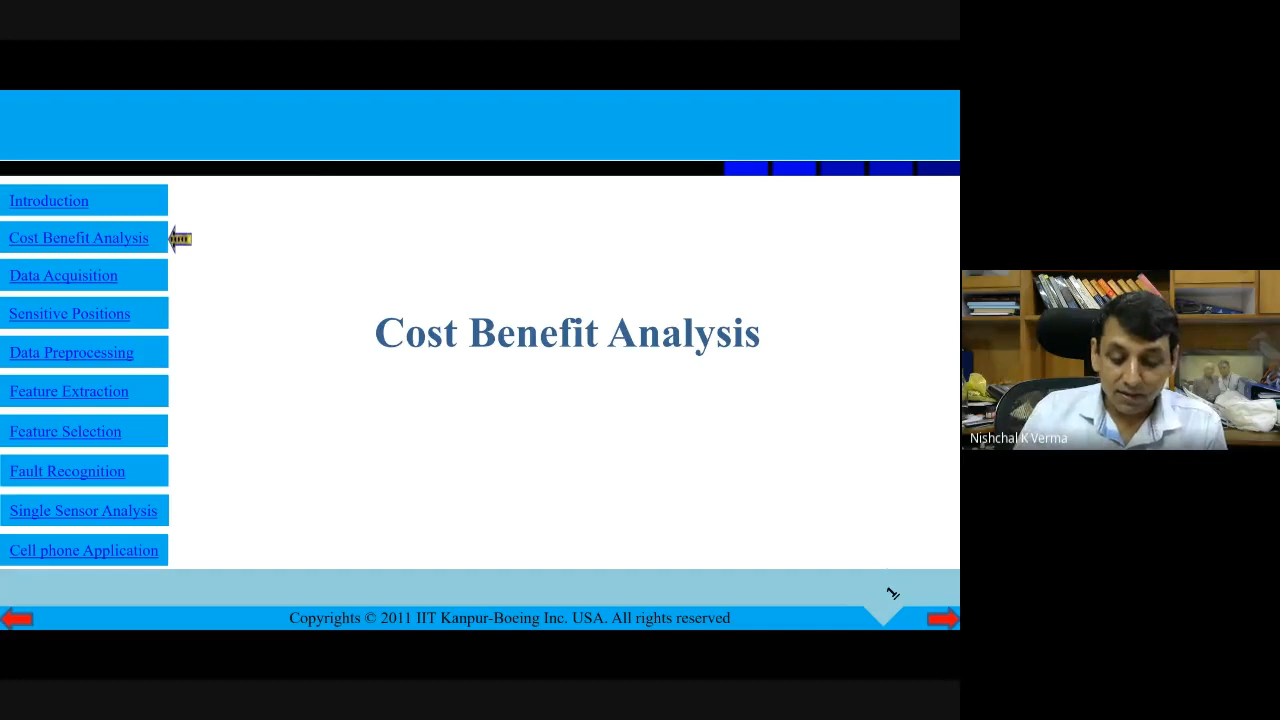 Introduction
Cost Benefit Analysis
Data Acquisition
Sensitive Positions
Data Preprocessing
Feature Extraction
Feature Selection
Fault Recognition
Single Sensor Analysis
Cell phone Application
Cost Benefit Analysis
Copyrights © 2011 IIT Kanpur-Boeing Inc. USA. All rights reserved
Nishchal K Verma